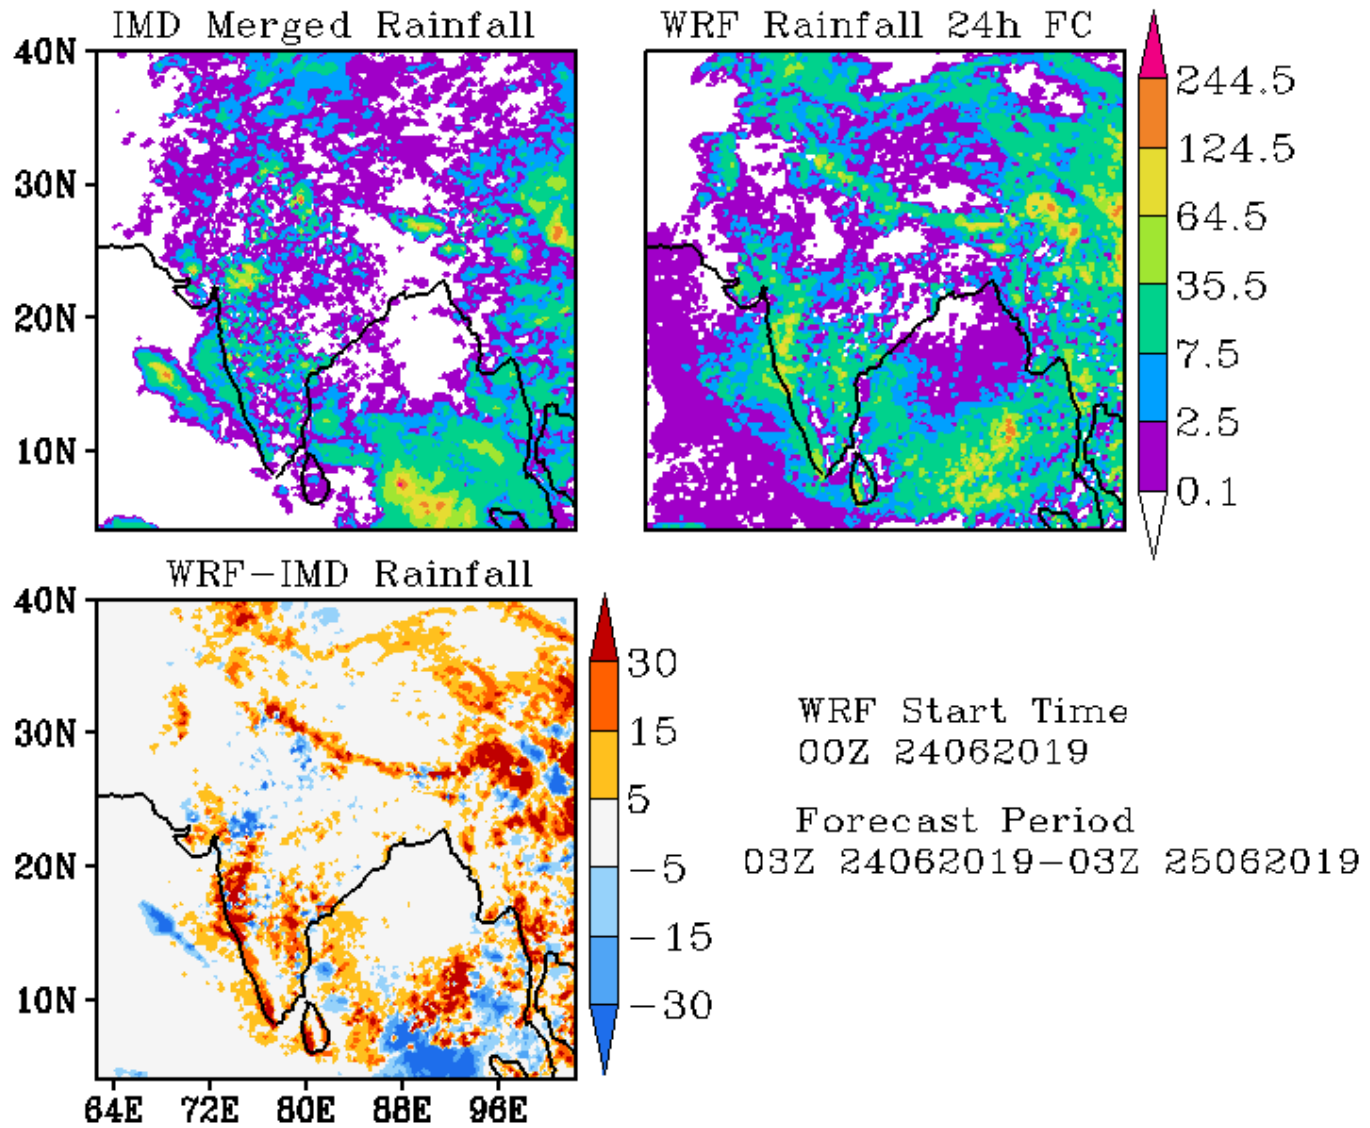 IMD Merged Rainfall
WRF Rainfall 24h FC
40N
30N
20N
10N
244.5
124.5
64.5
35.5
7.5
2.5
0.1
WRF-IMD Rainfall
40N
30N
20N
10N
64E 72E 80E 88E 96E
30
15
5
-5
-15
-30
WRF Start Time
00Z 24062019
Forecast Period
03Z 24062019-03Z 25062019